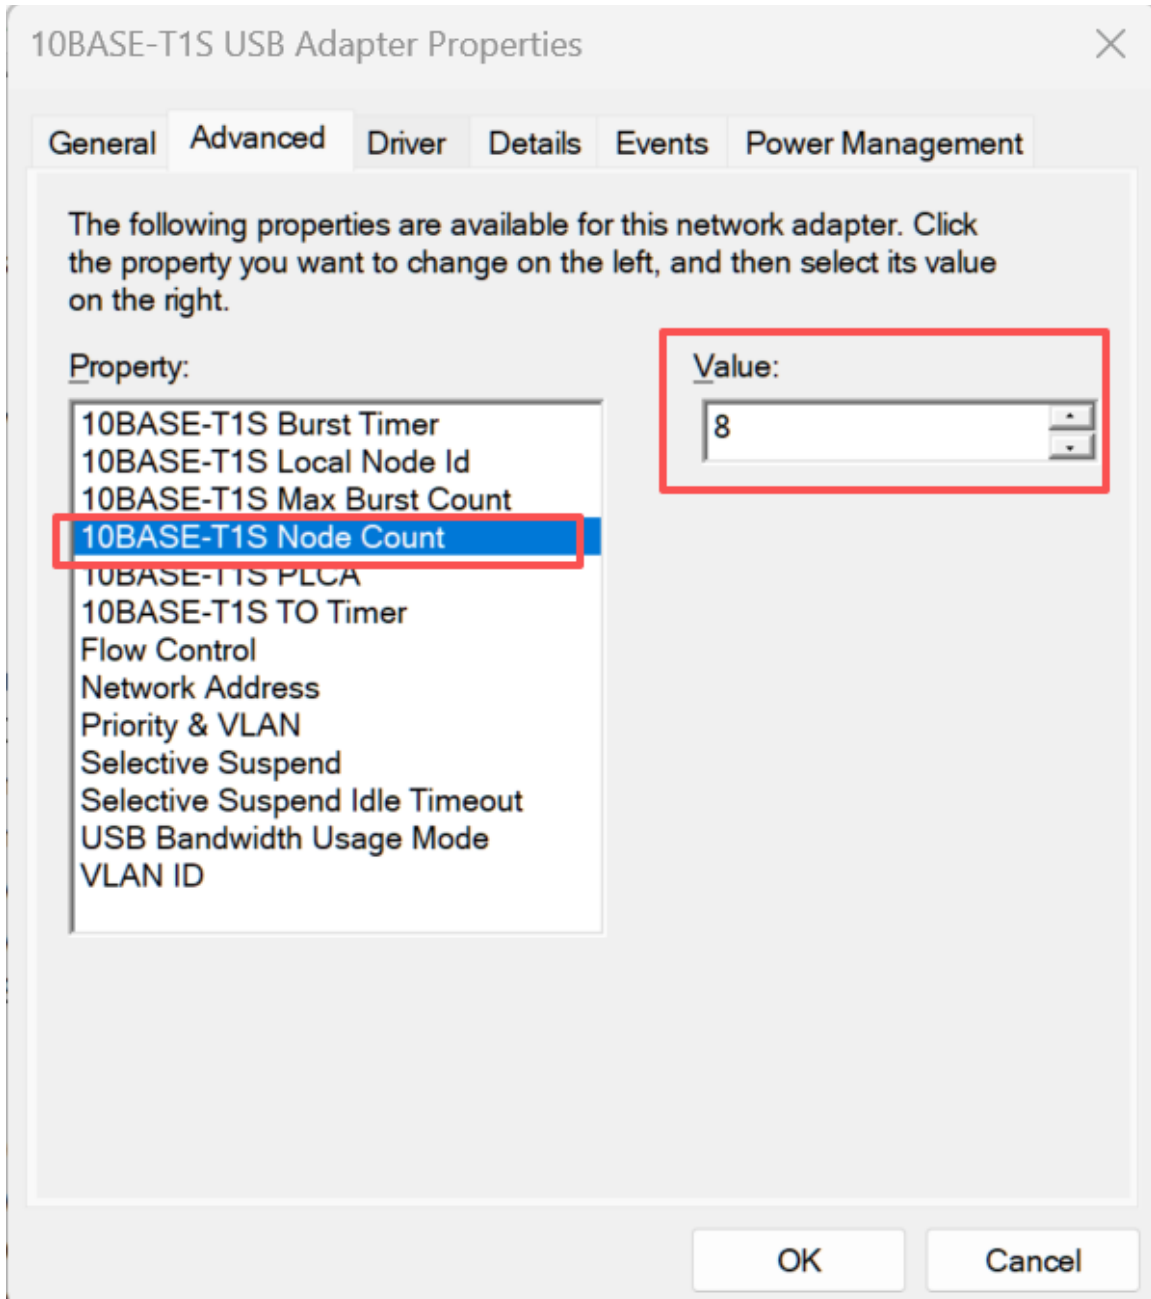 10BASE-T1S USB Adapter Properties
General Advanced Driver Details Events Power Management
The following properties are available for this network adapter. Click
the property you want to change on the left, and then select its value
on the right.
Property:
10BASE-T1S Burst Timer
10BASE-T1S Local Node Id
10BASE-T1S Max Burst Count
10BASE-T1S Node Count
10BASE-T1S PLCA
10BASE-T1S TO Timer
Flow Control
Network Address
Priority & VLAN
Selective Suspend
Selective Suspend Idle Timeout
USB Bandwidth Usage Mode
VLAN ID
Value:
8
OK Cancel